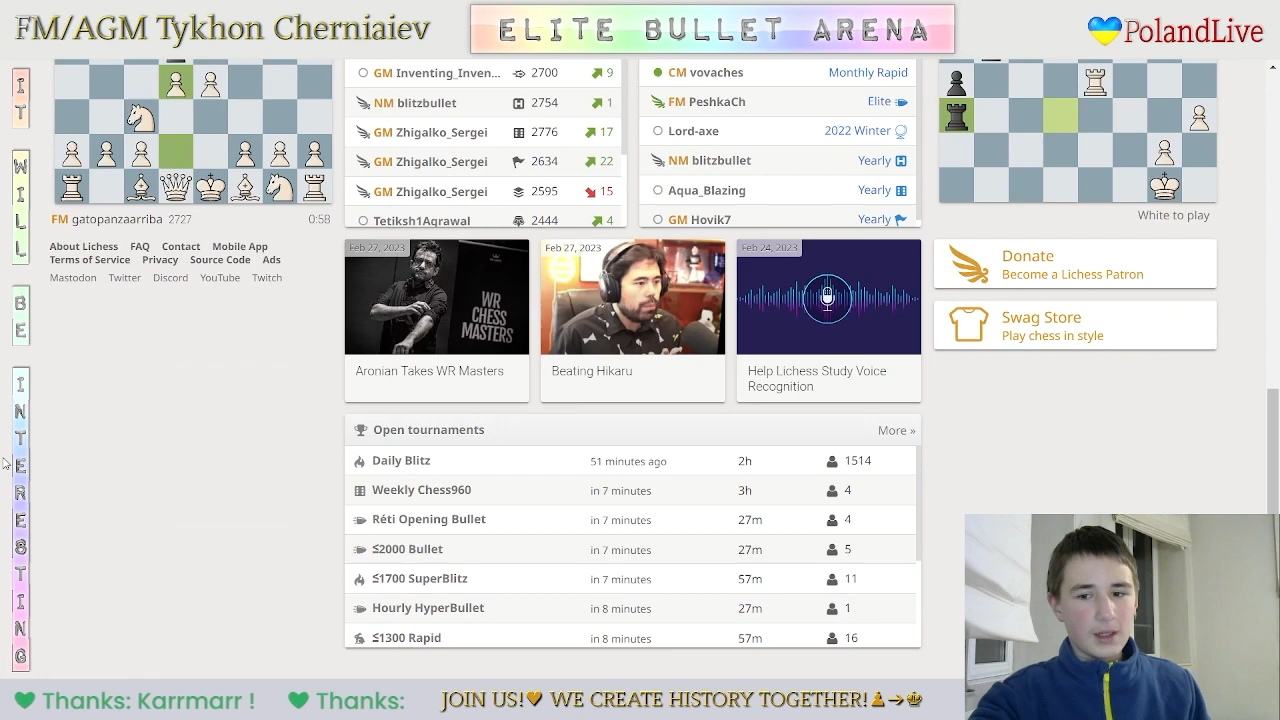 FM/AGM Tykhon Cherniaiev
ELITE BULLET ARENA
PolandLive
IT
WILL
BE
INTERESTING
FM gatopanzaarriba 2727 0:58
About Lichess FAQ Contact Mobile App
Terms of Service Privacy Source Code Ads
Mastodon Twitter Discord YouTube Twitch
GM Inventing_Inven... 2700 9
NM blitzbullet 2754 1
GM Zhigalko_Sergei 2776 17
GM Zhigalko_Sergei 2634 22
GM Zhigalko_Sergei 2595 15
Tetiksh1Agrawal 2444 4
CM vovaches Monthly Rapid
FM PeshkaCh Elite
Lord-axe 2022 Winter
NM blitzbullet Yearly
Aqua_Blazing Yearly
GM Hovik7 Yearly
White to play
Feb 27, 2023
WR
CHESS
MASTERS
Aronian Takes WR Masters
Feb 27, 2023
Beating Hikaru
Feb 24, 2023
Help Lichess Study Voice
Recognition
Donate
Become a Lichess Patron
Swag Store
Play chess in style
Open tournaments More »
Daily Blitz 51 minutes ago 2h 1514
Weekly Chess960 in 7 minutes 3h 4
Réti Opening Bullet in 7 minutes 27m 4
≤2000 Bullet in 7 minutes 27m 5
≤1700 SuperBlitz in 7 minutes 57m 11
Hourly HyperBullet in 8 minutes 27m 1
≤1300 Rapid in 8 minutes 57m 16
Thanks: Karrmarr ! Thanks:
JOIN US!♥ WE CREATE HISTORY TOGETHER!♟→♚